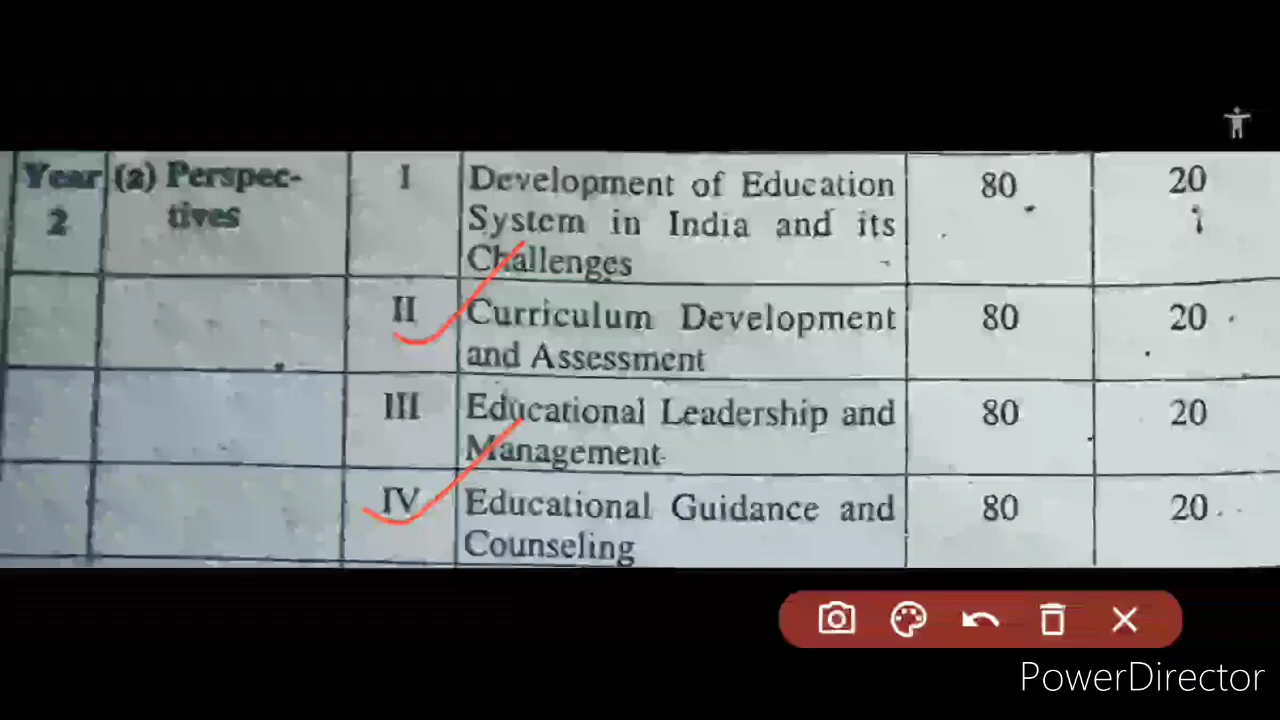 Year (a) Perspec- I Development of Education 80 20
2 tives System in India and its
Challenges
II Curriculum Development 80 20
and Assessment
III Educational Leadership and 80 20
Management
IV Educational Guidance and 80 20
Counseling
PowerDirector